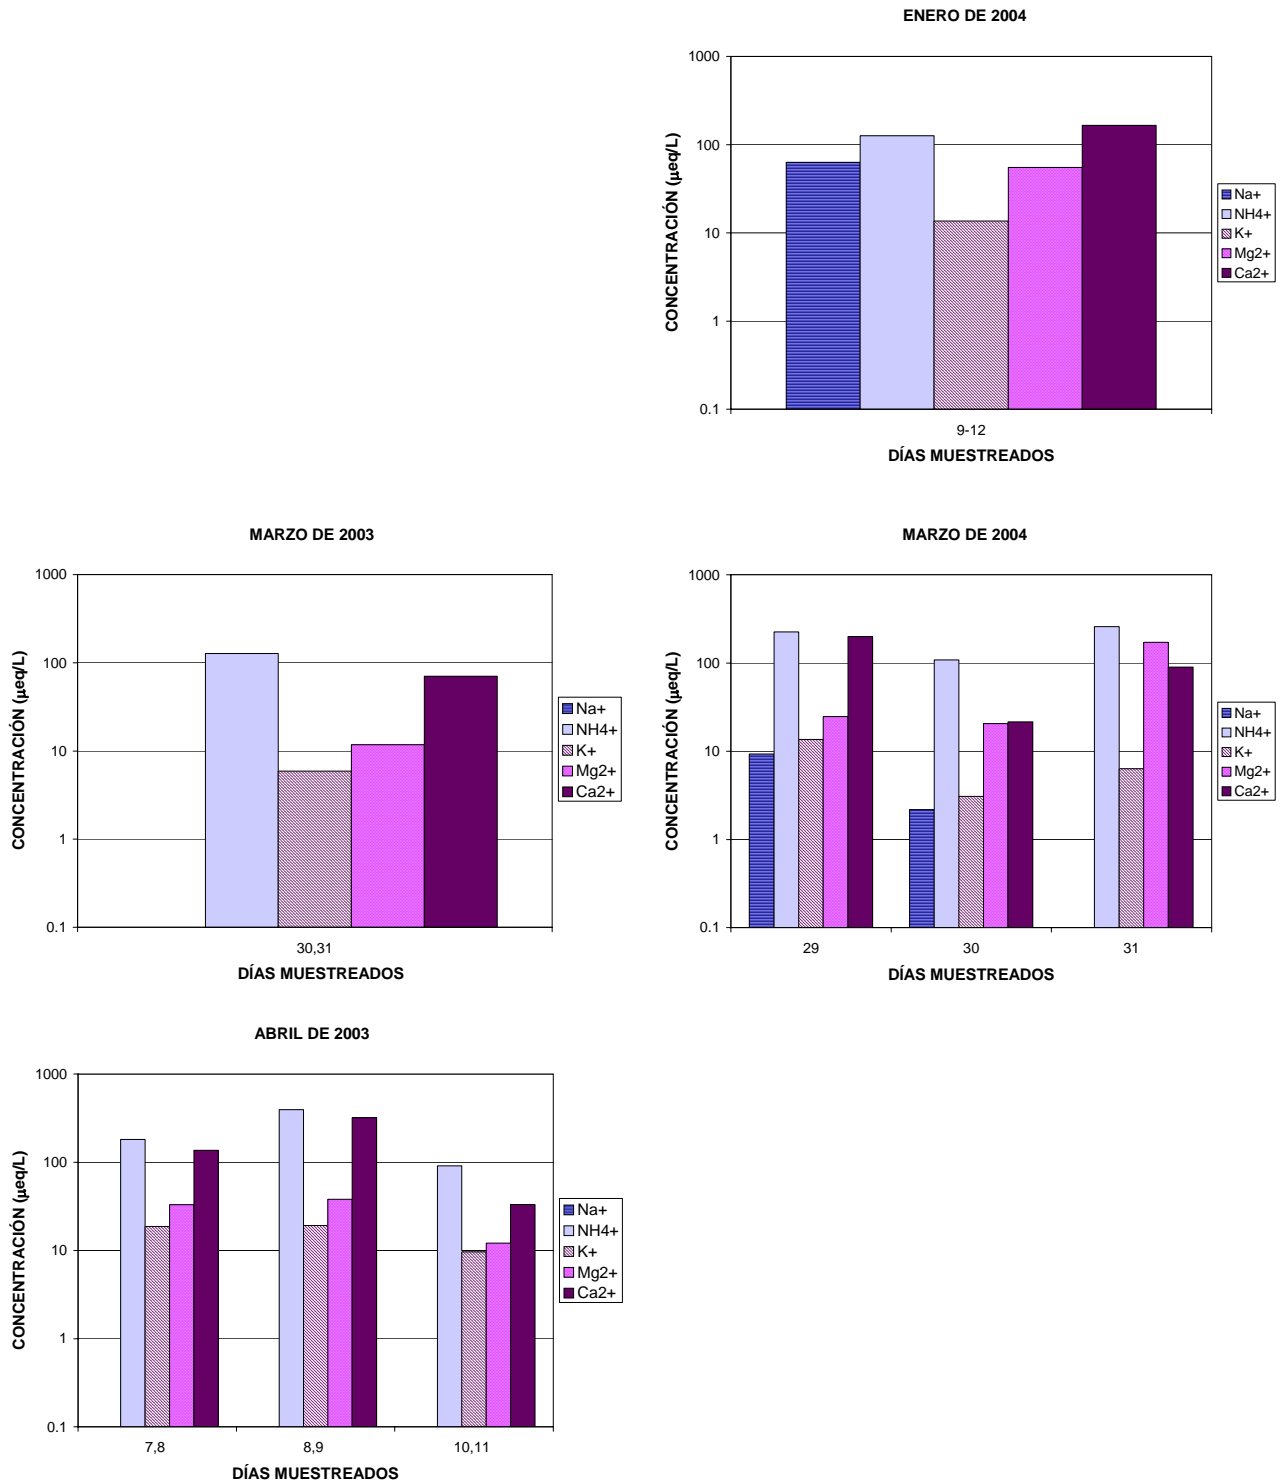 ENERO DE 2004
1000
100
10
1
0.1
CONCENTRACIÓN (µeq/L)
9-12
DÍAS MUESTREADOS
Na+
NH4+
K+
Mg2+
Ca2+
MARZO DE 2003
1000
100
10
1
0.1
CONCENTRACIÓN (µeq/L)
30,31
DÍAS MUESTREADOS
Na+
NH4+
K+
Mg2+
Ca2+
MARZO DE 2004
1000
100
10
1
0.1
CONCENTRACIÓN (µeq/L)
29 30 31
DÍAS MUESTREADOS
Na+
NH4+
K+
Mg2+
Ca2+
ABRIL DE 2003
1000
100
10
1
0.1
CONCENTRACIÓN (µeq/L)
7,8 8,9 10,11
DÍAS MUESTREADOS
Na+
NH4+
K+
Mg2+
Ca2+